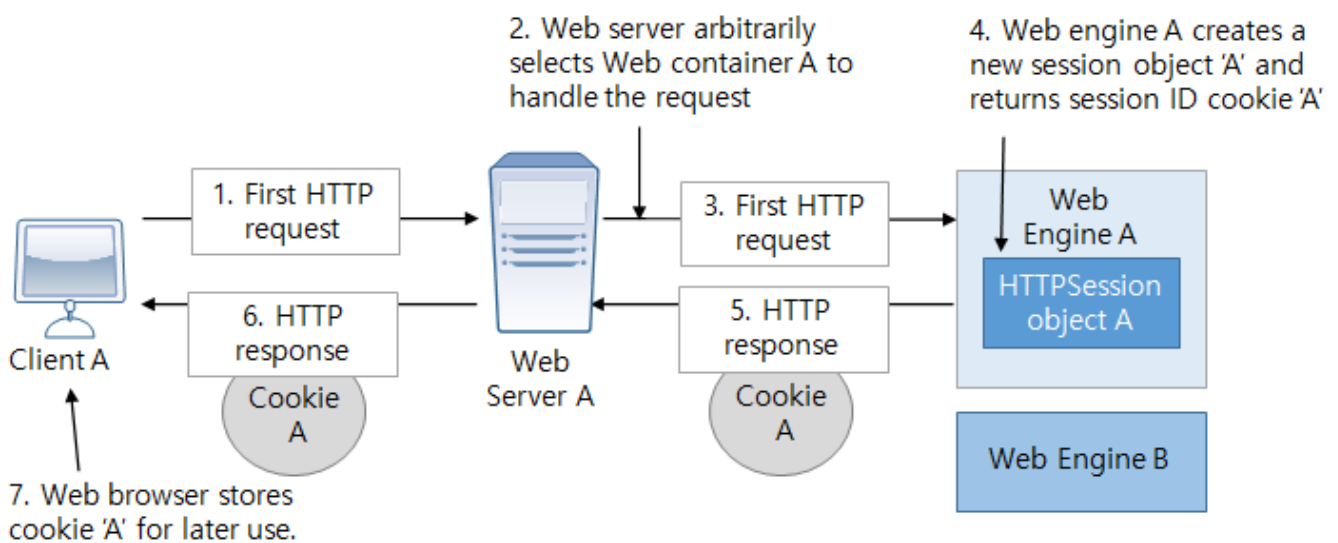 2. Web server arbitrarily
selects Web container A to
handle the request
4. Web engine A creates a
new session object ‘A’ and
returns session ID cookie ‘A’
1. First HTTP
request
3. First HTTP
request
Web
Engine A
HTTPSession
object A
6. HTTP
response
5. HTTP
response
Client A
Web
Server A
Cookie
A
Cookie
A
Web Engine B
7. Web browser stores
cookie ‘A’ for later use.